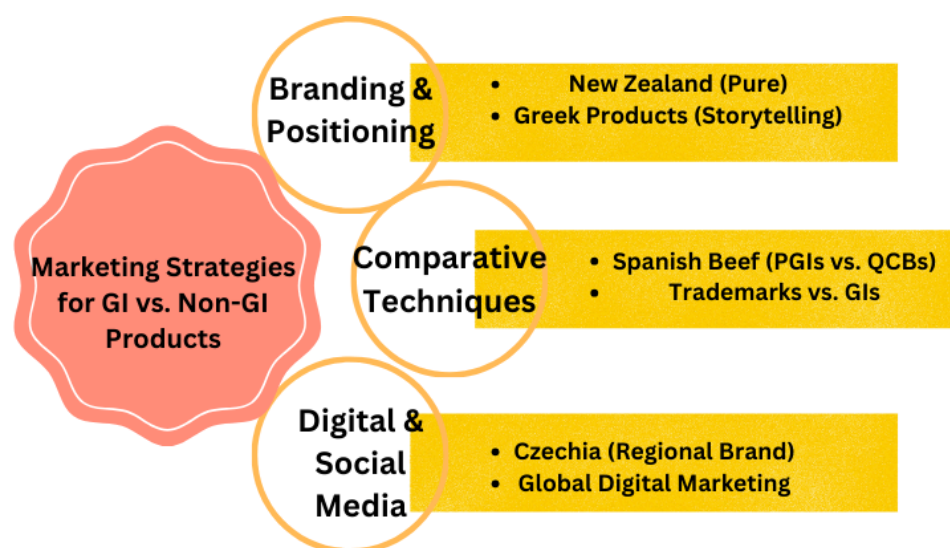 Marketing Strategies
for GI vs. Non-GI
Products
Branding &
Positioning
• New Zealand (Pure)
• Greek Products (Storytelling)
Comparative
Techniques
• Spanish Beef (PGIs vs. QCBs)
• Trademarks vs. GIs
Digital &
Social
Media
• Czechia (Regional Brand)
• Global Digital Marketing